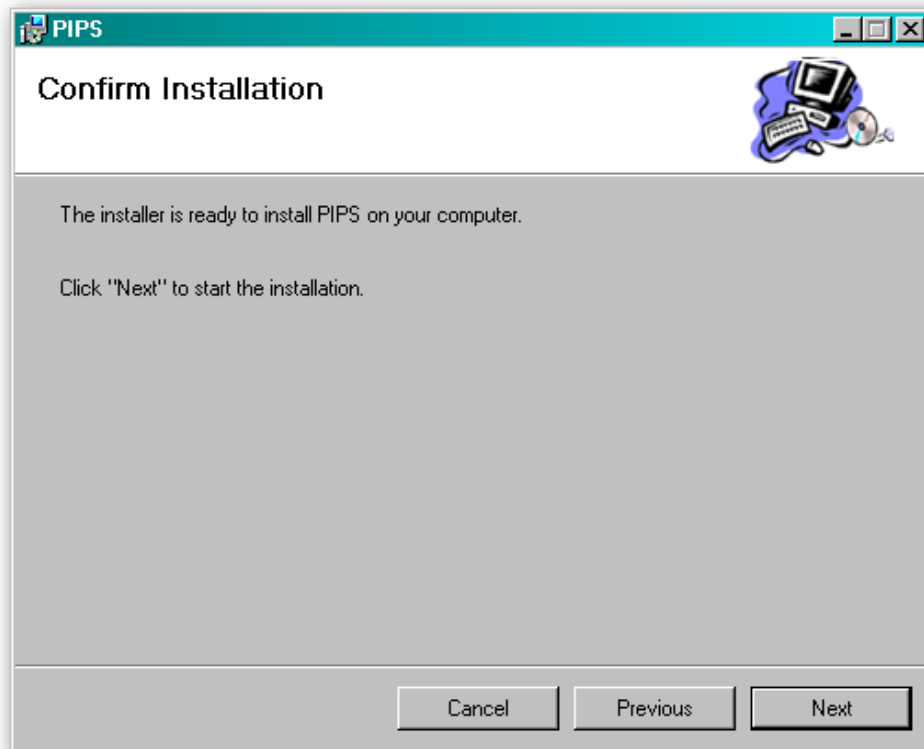 PIPS
Confirm Installation
The installer is ready to install PIPS on your computer.
Click "Next" to start the installation.
Cancel Previous Next